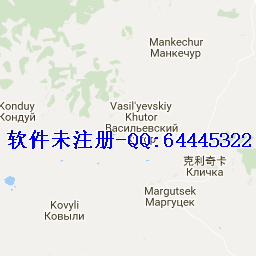 Mankechur
Манкечур
Konduy
Кондуй
Vasil'yevskiy
Khutor
Васильевский
软件未注册-QQ:64445322
克利奇卡
Кличка
Margutsek
Маргуцек
Kovyli
Ковыли